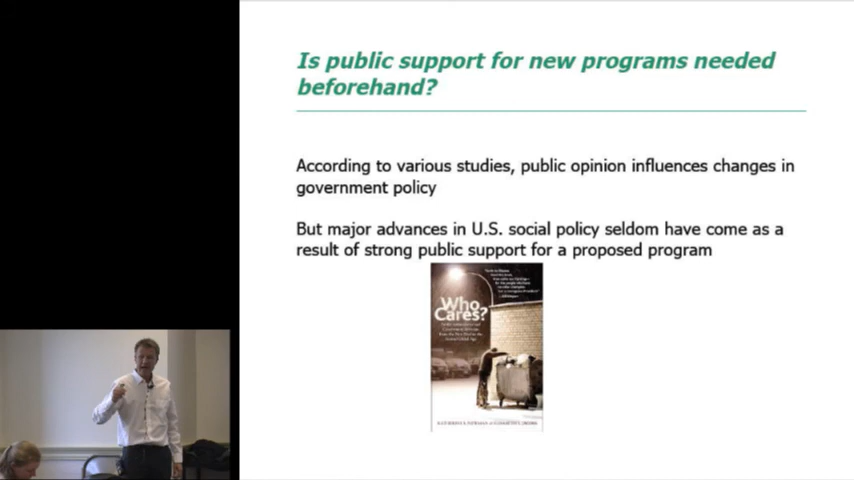 Is public support for new programs needed
beforehand?
According to various studies, public opinion influences changes in
government policy
But major advances in U.S. social policy seldom have come as a
result of strong public support for a proposed program
Who
Cares?